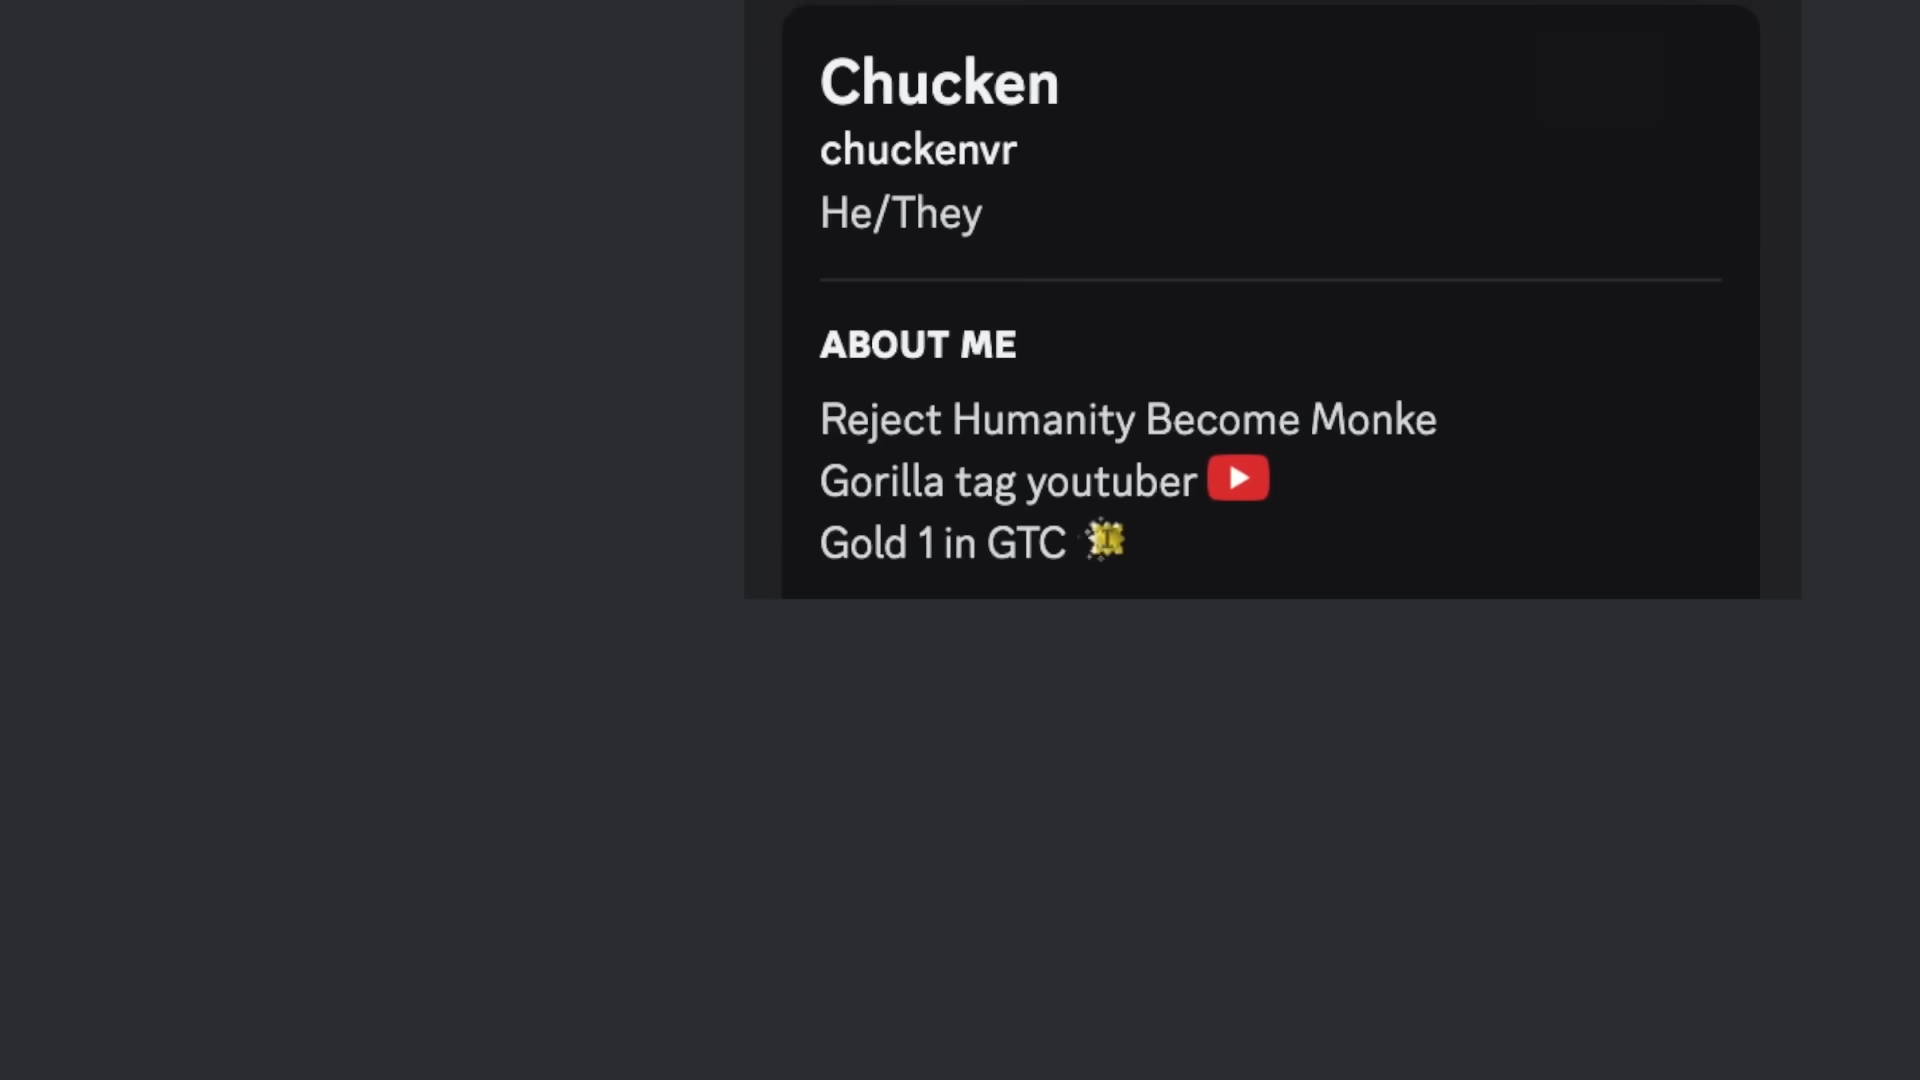 Chucken
chuckenvr
He/They
ABOUT ME
Reject Humanity Become Monke
Gorilla tag youtuber
Gold 1 in GTC